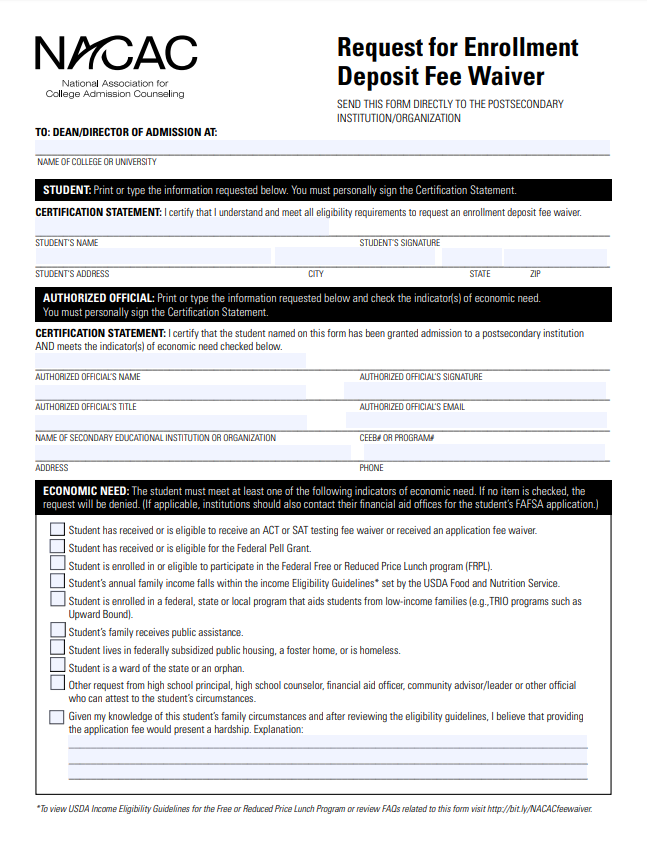 NACAC
National Association for
College Admission Counseling
Request for Enrollment
Deposit Fee Waiver
SEND THIS FORM DIRECTLY TO THE POSTSECONDARY
INSTITUTION/ORGANIZATION
TO: DEAN/DIRECTOR OF ADMISSION AT:
NAME OF COLLEGE OR UNIVERSITY
STUDENT: Print or type the information requested below. You must personally sign the Certification Statement.
CERTIFICATION STATEMENT: I certify that I understand and meet all eligibility requirements to request an enrollment deposit fee waiver.
STUDENT'S NAME STUDENT'S SIGNATURE
STUDENT'S ADDRESS CITY STATE ZIP
AUTHORIZED OFFICIAL: Print or type the information requested below and check the indicator(s) of economic need.
You must personally sign the Certification Statement.
CERTIFICATION STATEMENT: I certify that the student named on this form has been granted admission to a postsecondary institution
AND meets the indicator(s) of economic need checked below.
AUTHORIZED OFFICIAL'S NAME AUTHORIZED OFFICIAL'S SIGNATURE
AUTHORIZED OFFICIAL'S TITLE AUTHORIZED OFFICIAL'S EMAIL
NAME OF SECONDARY EDUCATIONAL INSTITUTION OR ORGANIZATION CEEB# OR PROGRAM#
ADDRESS PHONE
ECONOMIC NEED: The student must meet at least one of the following indicators of economic need. If no item is checked, the
request will be denied. (If applicable, institutions should also contact their financial aid offices for the student's FAFSA application.)
Student has received or is eligible to receive an ACT or SAT testing fee waiver or received an application fee waiver.
Student has received or is eligible for the Federal Pell Grant.
Student is enrolled in or eligible to participate in the Federal Free or Reduced Price Lunch program (FRPL).
Student's annual family income falls within the income Eligibility Guidelines* set by the USDA Food and Nutrition Service.
Student is enrolled in a federal, state or local program that aids students from low-income families (e.g.,TRIO programs such as
Upward Bound).
Student's family receives public assistance.
Student lives in federally subsidized public housing, a foster home, or is homeless.
Student is a ward of the state or an orphan.
Other request from high school principal, high school counselor, financial aid officer, community advisor/leader or other official
who can attest to the student's circumstances.
Given my knowledge of this student's family circumstances and after reviewing the eligibility guidelines, I believe that providing
the application fee would present a hardship. Explanation:
*To view USDA Income Eligibility Guidelines for the Free or Reduced Price Lunch Program or review FAQs related to this form visit http://bit.ly/NACACfeewaiver.